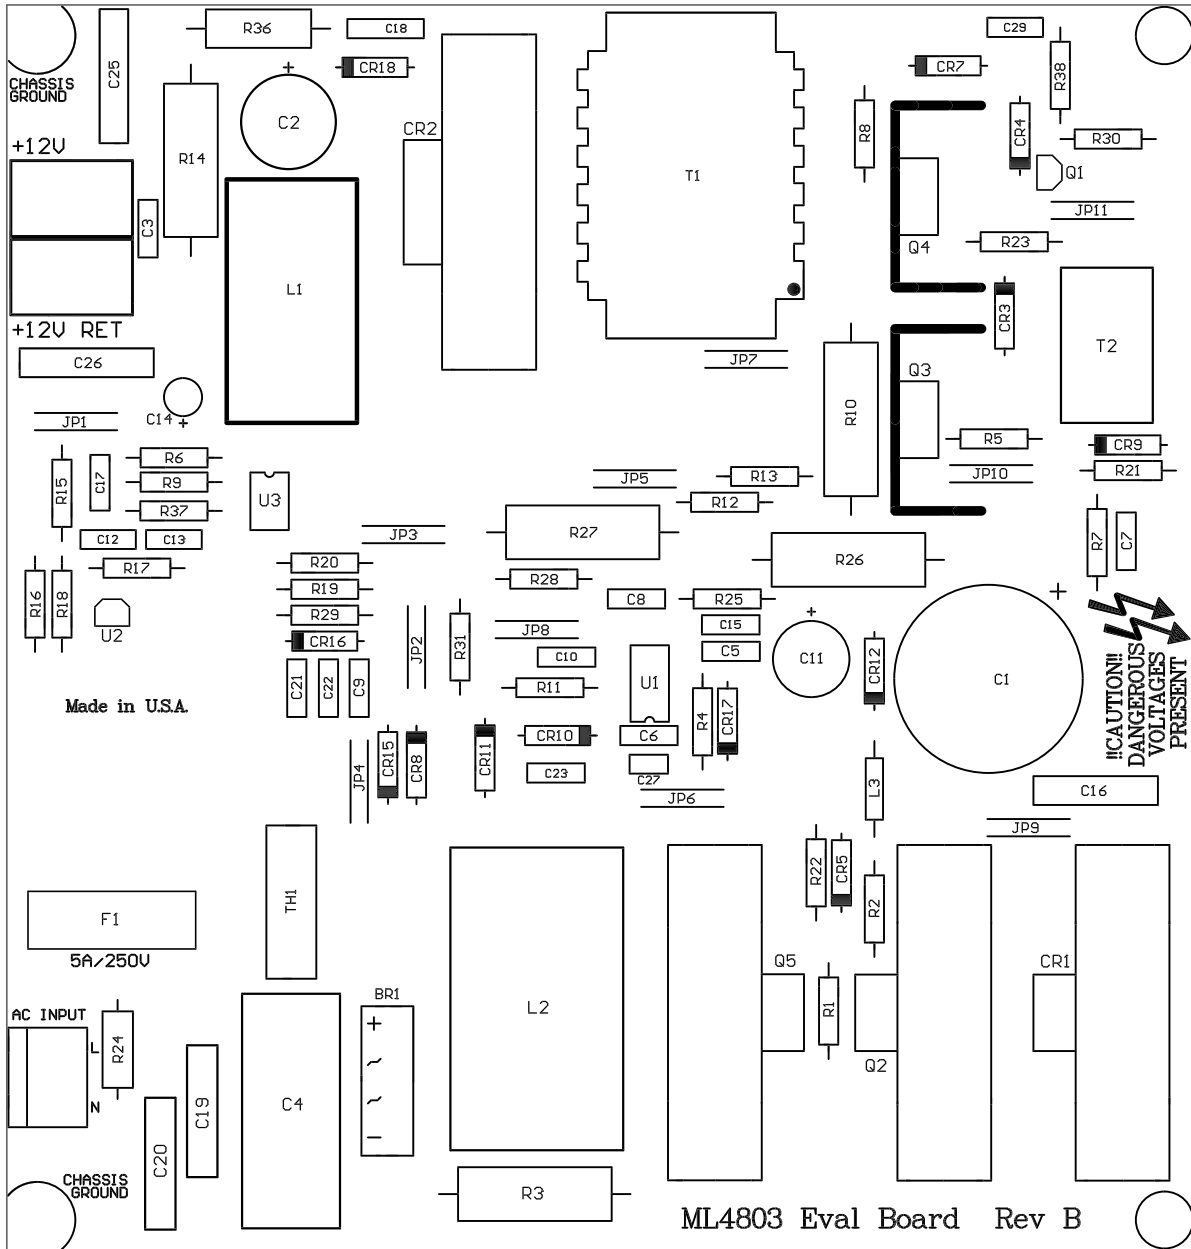 R36
C18
C29
CHASSIS
GROUND
C25
CR18
CR7
R38
C2
CR2
R8
CR4
R30
+12V
R14
T1
Q1
JP11
C3
Q4
R23
L1
CR3
+12V RET
T2
C26
JP7
Q3
R10
C14
+
JP1
R5
CR9
R6
R21
R15
C17
R9
U3
JP5
R13
JP10
R12
R37
C12
C13
JP3
R27
R7
C7
R17
R20
R28
R26
R16
R18
R19
C8
R25
+
U2
R29
C15
+
CR16
JP2
R31
JP8
C10
C5
C11
CR12
C1
C21
C22
C9
R11
U1
R4
CR17
Made in U.S.A.
!!CAUTION!!
DANGEROUS
VOLTAGES
PRESENT
CR15
CR8
CR11
CR10
C6
JP4
C23
C27
L3
C16
JP6
JP9
TH1
R22
CR5
R2
F1
5A/250V
Q5
CR1
BR1
AC INPUT
L
R24
+
L2
R1
Q2
~
~
–
N
C19
C4
C20
CHASSIS
GROUND
R3
ML4803 Eval Board Rev B